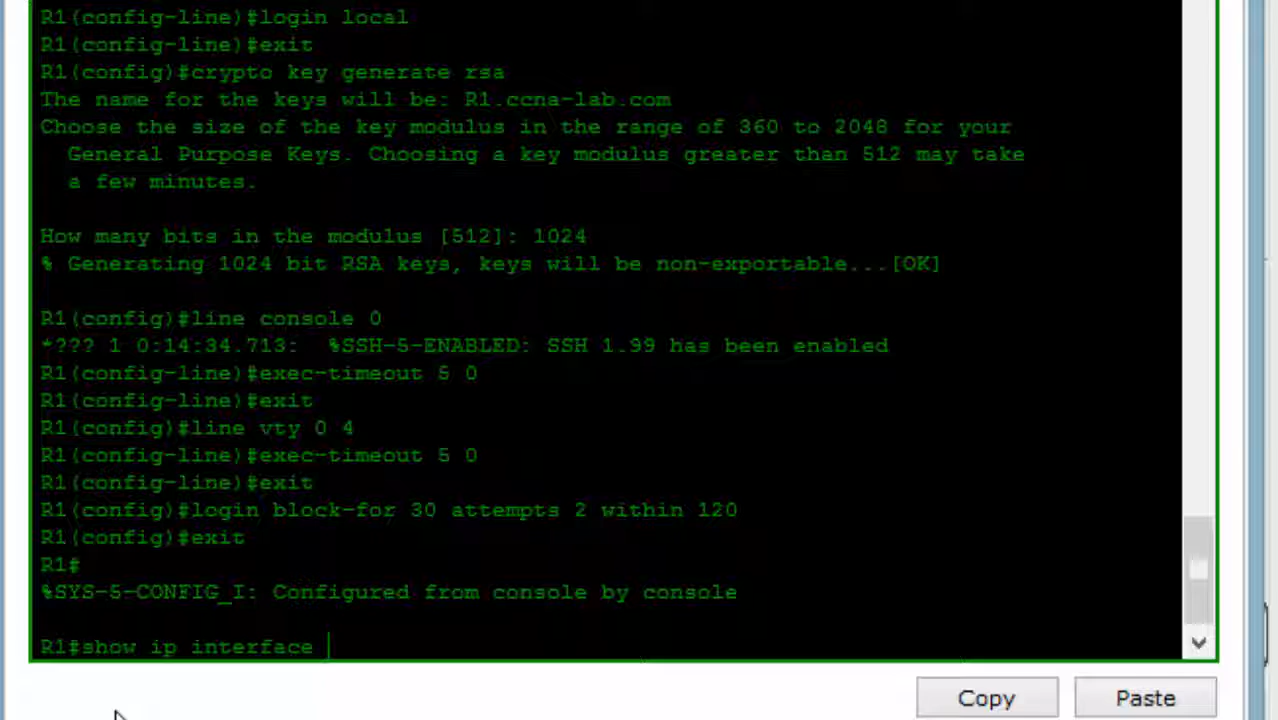 R1(config-line)#login local
R1(config-line)#exit
R1(config)#crypto key generate rsa
The name for the keys will be: R1.ccna-lab.com
Choose the size of the key modulus in the range of 360 to 2048 for your
  General Purpose Keys. Choosing a key modulus greater than 512 may take
  a few minutes.
How many bits in the modulus [512]: 1024
% Generating 1024 bit RSA keys, keys will be non-exportable...[OK]
R1(config)#line console 0
*??? 1 0:14:34.713:  %SSH-5-ENABLED: SSH 1.99 has been enabled
R1(config-line)#exec-timeout 5 0
R1(config-line)#exit
R1(config)#line vty 0 4
R1(config-line)#exec-timeout 5 0
R1(config-line)#exit
R1(config)#login block-for 30 attempts 2 within 120
R1(config)#exit
R1#
%SYS-5-CONFIG_I: Configured from console by console
R1#show ip interface
Copy Paste